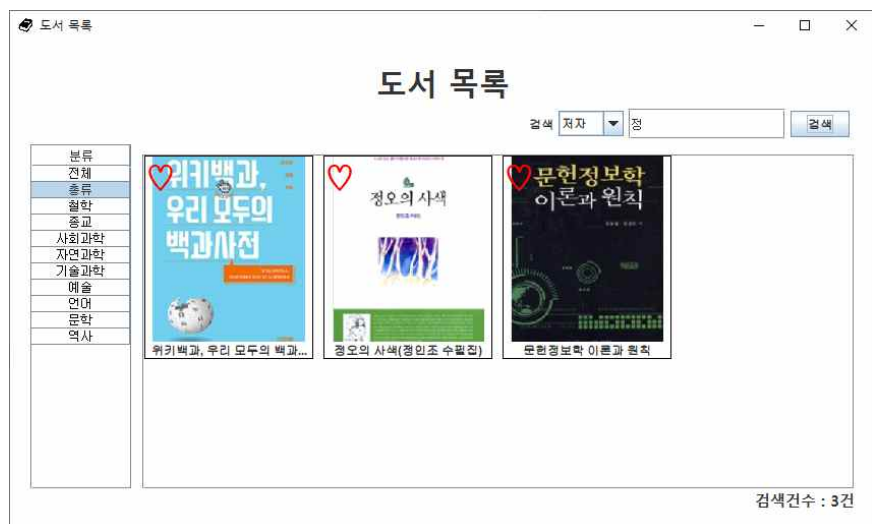 도서 목록
도서 목록
검색 저자 정 검색
분류
전체
총류
철학
종교
사회과학
자연과학
기술과학
예술
언어
문학
역사
위키백과,
우리 모두의
백과사전
위키백과, 우리 모두의 백과...
정오의 사색
정오의 사색(정인조 수필집)
문헌정보학
이론과 원칙
문헌정보학 이론과 원칙
검색건수 : 3건